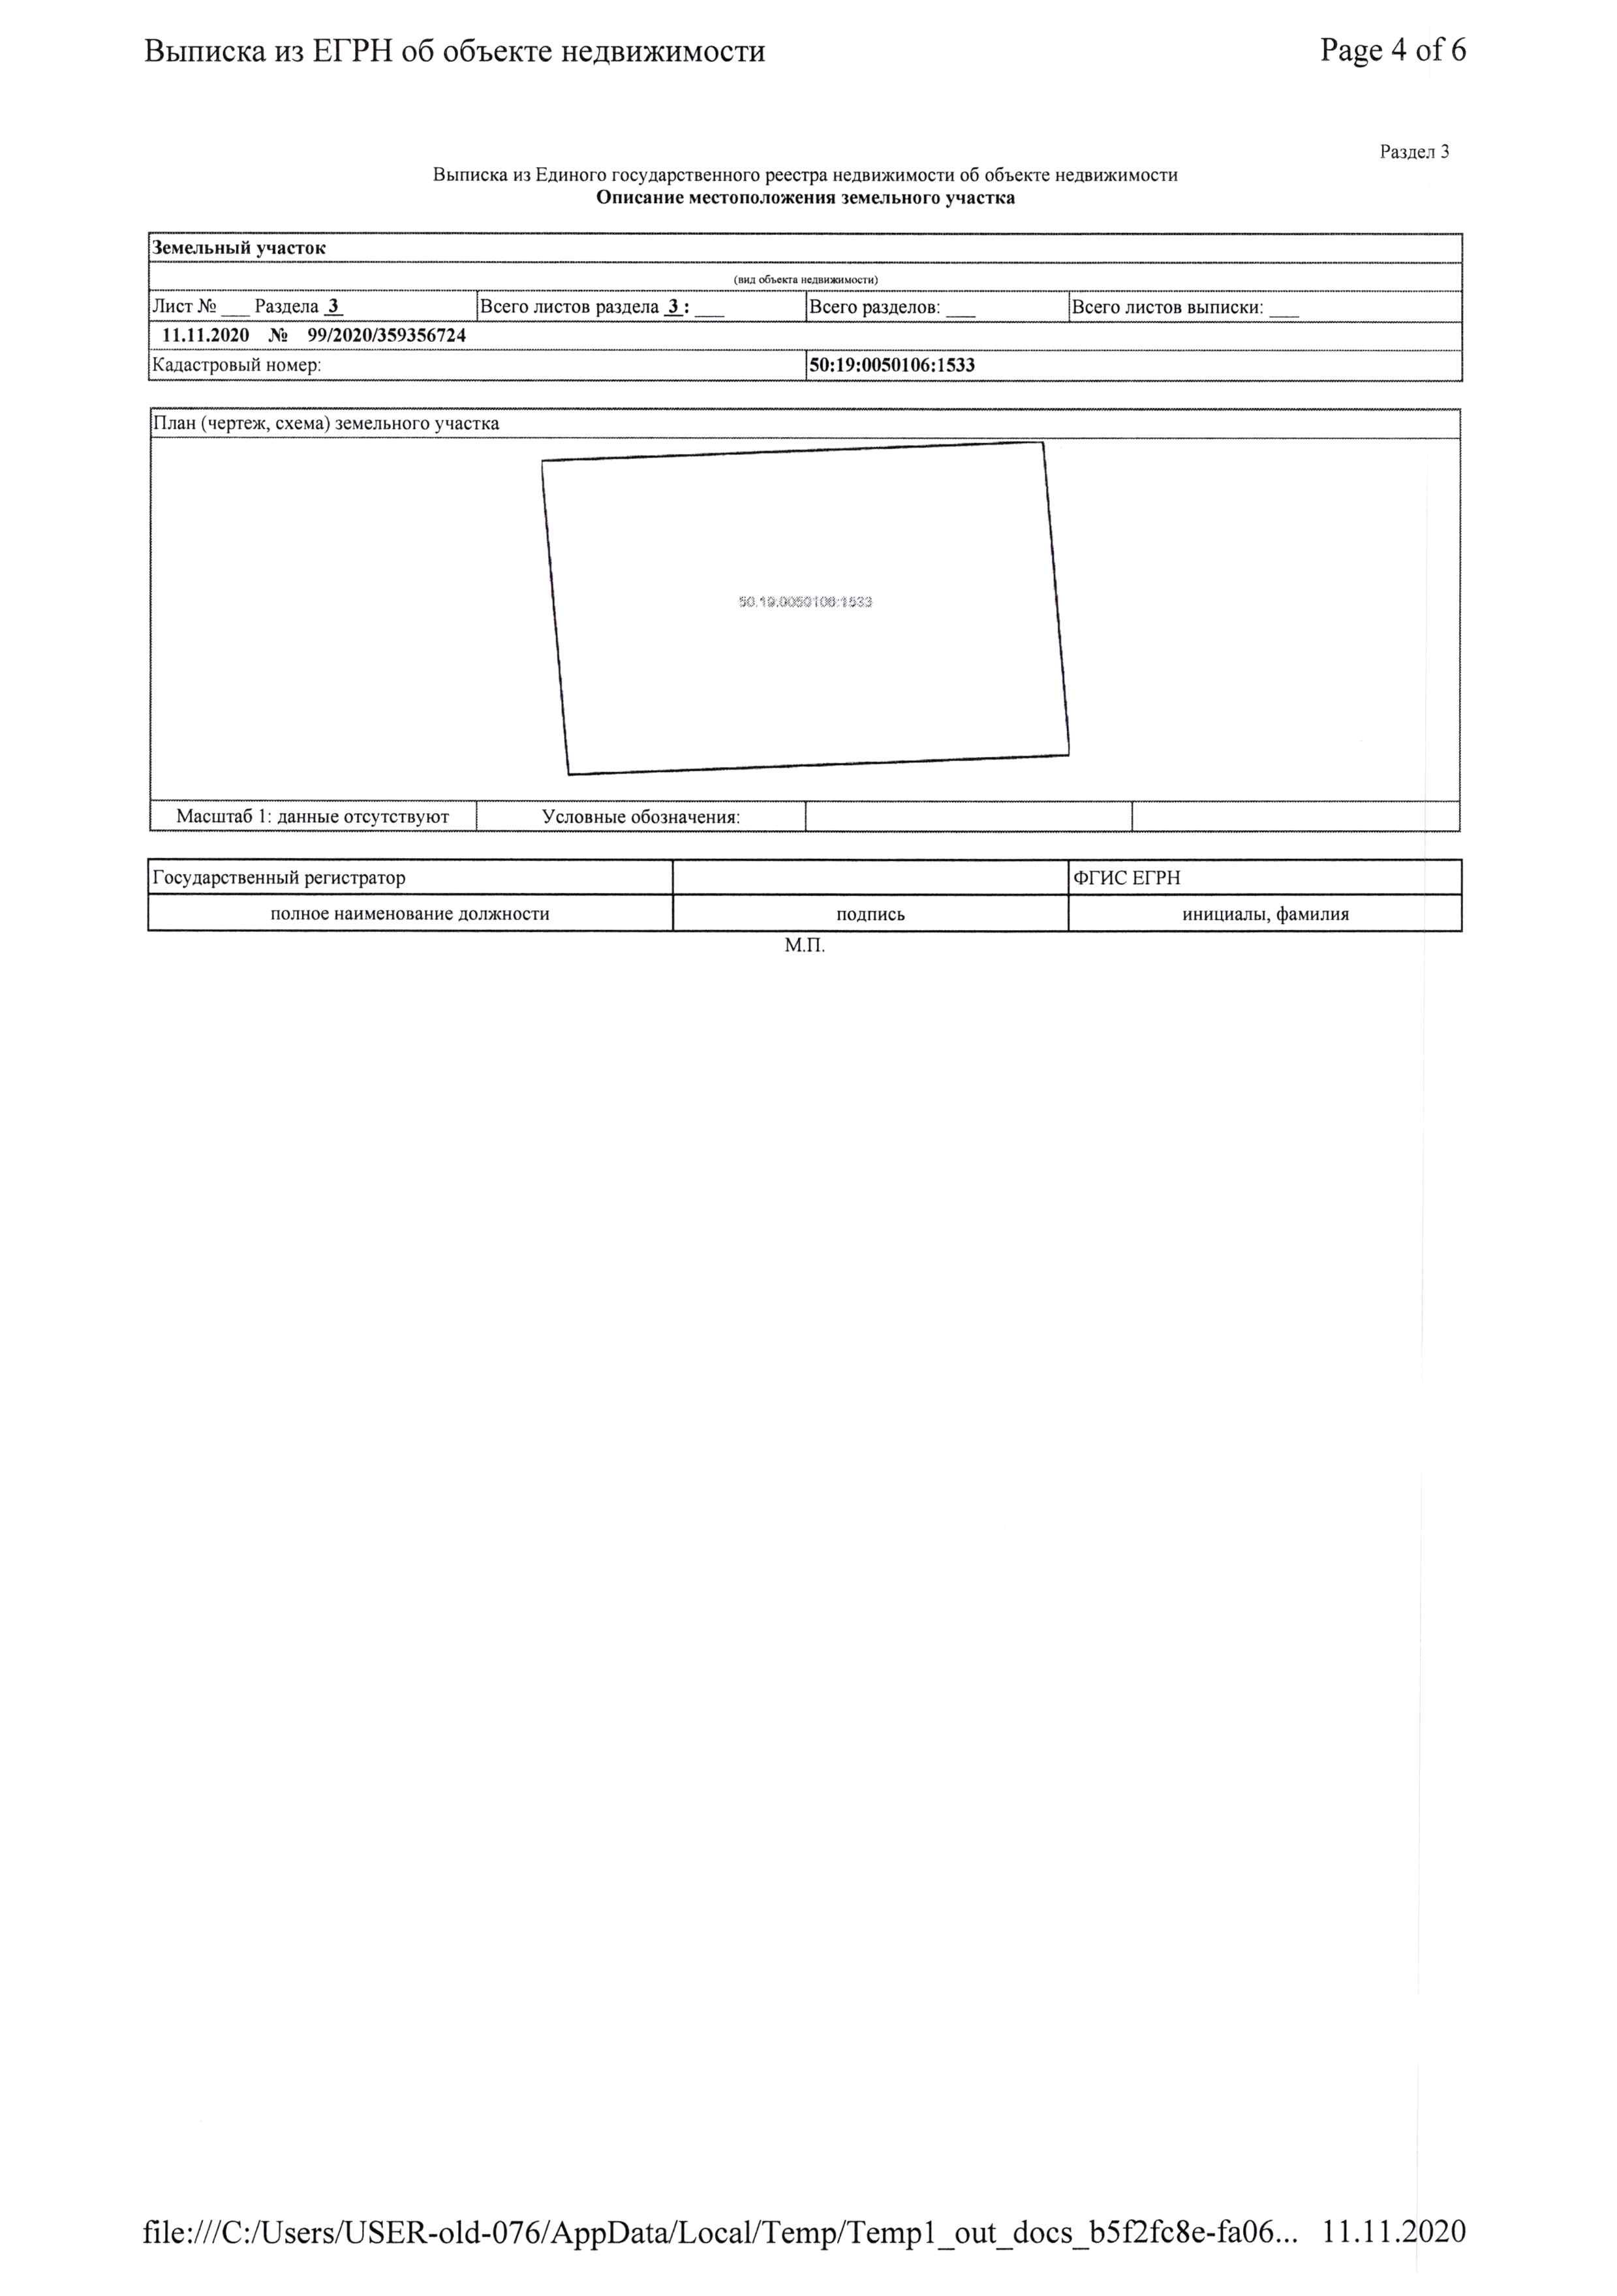 Выписка из ЕГРН об объекте недвижимости Page 4 of 6
Раздел 3
Выписка из Единого государственного реестра недвижимости об объекте недвижимости
Описание местоположения земельного участка
Земельный участок
(вид объекта недвижимости)
Лист № ___ Раздела 3 Всего листов раздела 3 : ___ Всего разделов: ___ Всего листов выписки: ___
11.11.2020 № 99/2020/359356724
Кадастровый номер: 50:19:0050106:1533
План (чертеж, схема) земельного участка
50:19:0050106:1533
Масштаб 1: данные отсутствуют Условные обозначения:
Государственный регистратор ФГИС ЕГРН
полное наименование должности подпись инициалы, фамилия
М.П.
file:///C:/Users/USER-old-076/AppData/Local/Temp/Temp1_out_docs_b5f2fc8e-fa06... 11.11.2020